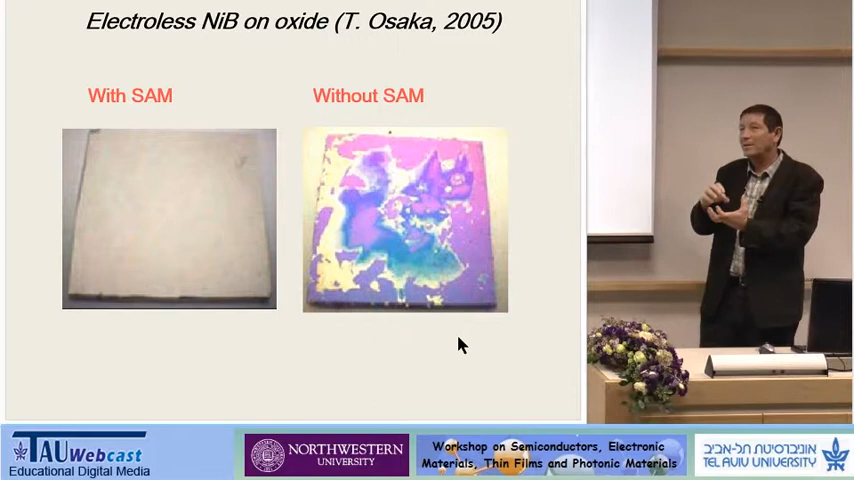 Electroless NiB on oxide (T. Osaka, 2005)
With SAM
Without SAM
TAU Webcast
Educational Digital Media
NORTHWESTERN
UNIVERSITY
Workshop on Semiconductors, Electronic
Materials, Thin Films and Photonic Materials
אוניברסיטת תל-אביב
TEL AVIV UNIVERSITY